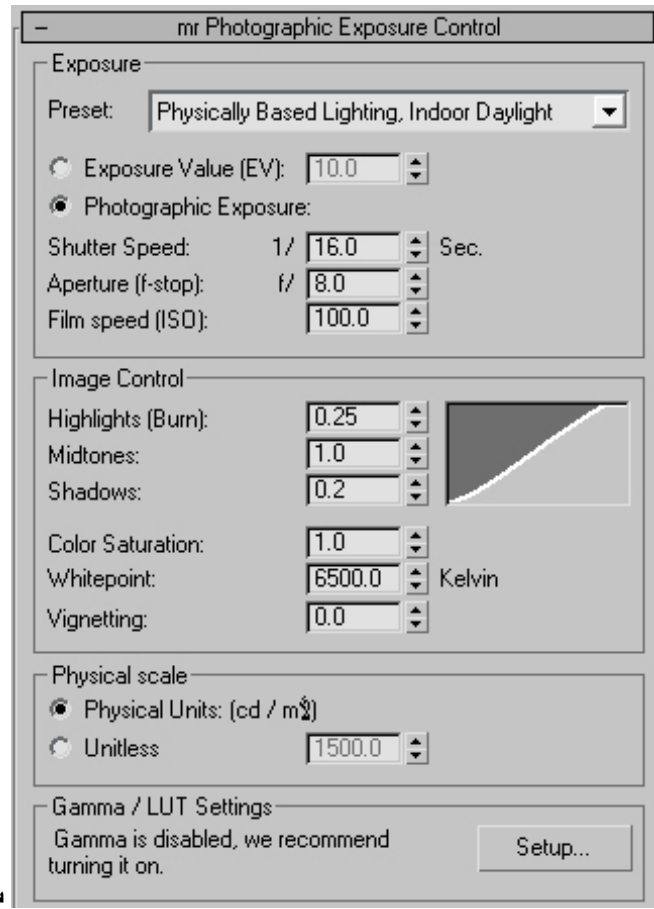 mr Photographic Exposure Control
Exposure
Preset: Physically Based Lighting, Indoor Daylight
Exposure Value (EV): 10.0
Photographic Exposure:
Shutter Speed: 1/ 16.0 Sec.
Aperture (f-stop): f/ 8.0
Film speed (ISO): 100.0
Image Control
Highlights (Burn): 0.25
Midtones: 1.0
Shadows: 0.2
Color Saturation: 1.0
Whitepoint: 6500.0 Kelvin
Vignetting: 0.0
Physical scale
Physical Units: (cd / m²)
Unitless 1500.0
Gamma / LUT Settings
Gamma is disabled, we recommend
turning it on.
Setup...